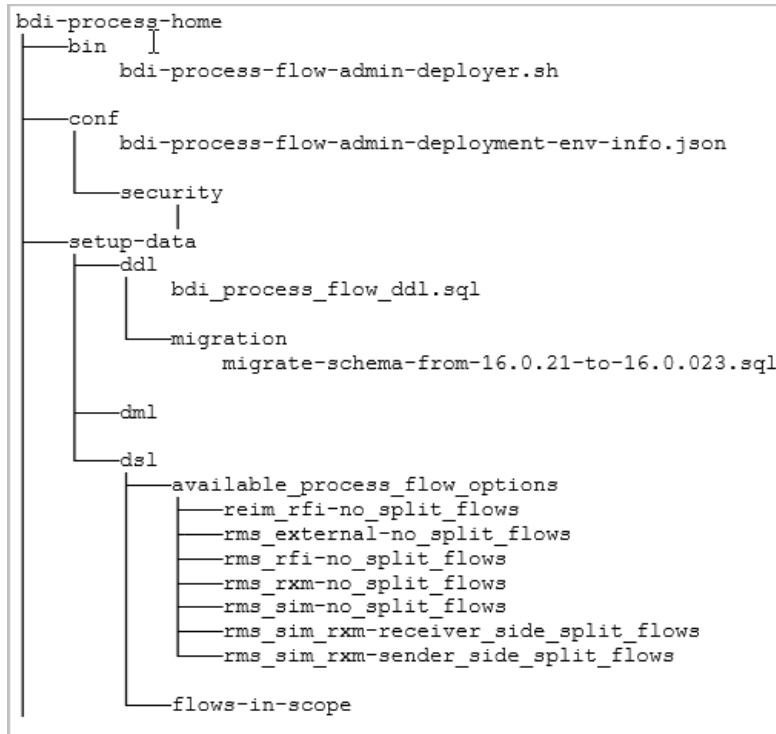 bdi-process-home
bin
bdi-process-flow-admin-deployer.sh
conf
bdi-process-flow-admin-deployment-env-info.json
security
setup-data
ddl
bdi_process_flow_ddl.sql
migration
migrate-schema-from-16.0.21-to-16.0.023.sql
dml
dsl
available_process_flow_options
reim_rfi-no_split_flows
rms_external-no_split_flows
rms_rfi-no_split_flows
rms_rxm-no_split_flows
rms_sim-no_split_flows
rms_sim_rxm-receiver_side_split_flows
rms_sim_rxm-sender_side_split_flows
flows-in-scope